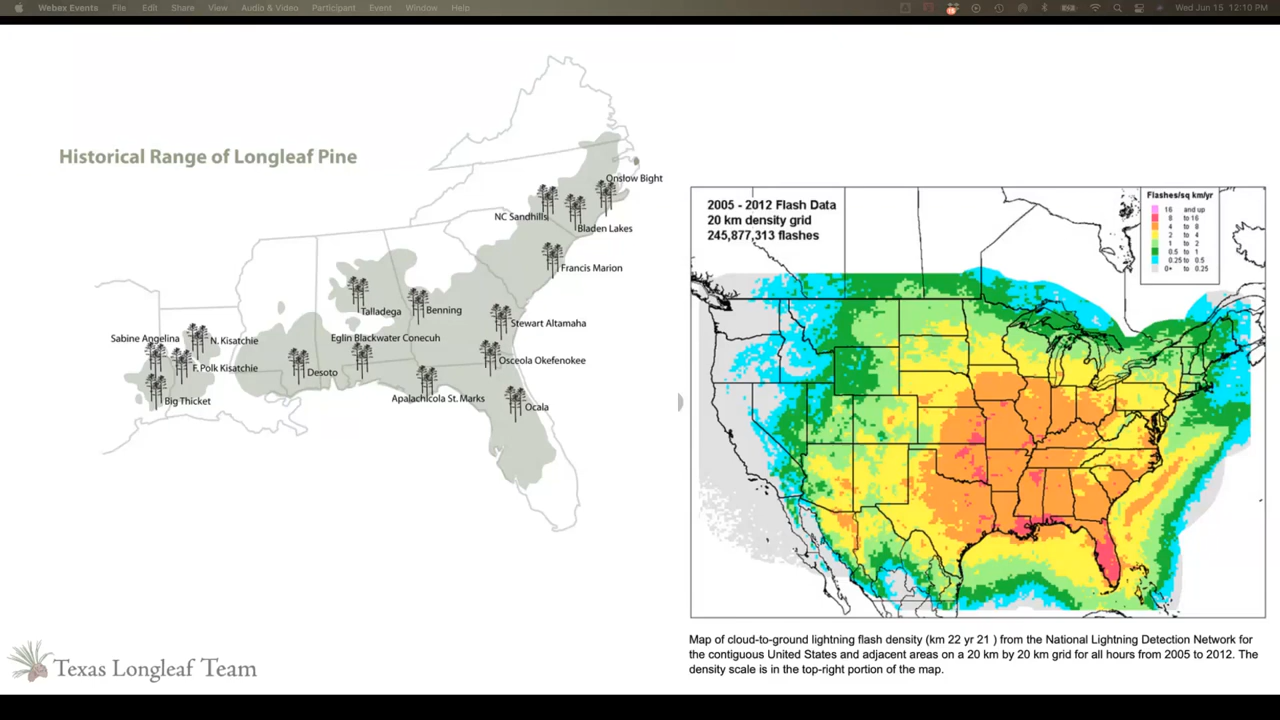 Webex Events File Edit Share View Audio & Video Participant Event Window Help Wed Jun 15 12:10 PM
Historical Range of Longleaf Pine
Onslow Bight
NC Sandhills
Bladen Lakes
Francis Marion
Talladega
Benning
Stewart Altamaha
Sabine Angelina
N. Kisatchie
Eglin Blackwater Conecuh
Osceola Okefenokee
F. Polk Kisatchie
Desoto
Apalachicola St. Marks
Big Thicket
Ocala
Texas Longleaf Team
2005 - 2012 Flash Data
20 km density grid
245,877,313 flashes
Flashes/sq km/yr
16 and up
8 to 16
4 to 8
2 to 4
1 to 2
0.5 to 1
0.25 to 0.5
0+ to 0.25
Map of cloud-to-ground lightning flash density (km 22 yr 21 ) from the National Lightning Detection Network for
the contiguous United States and adjacent areas on a 20 km by 20 km grid for all hours from 2005 to 2012. The
density scale is in the top-right portion of the map.